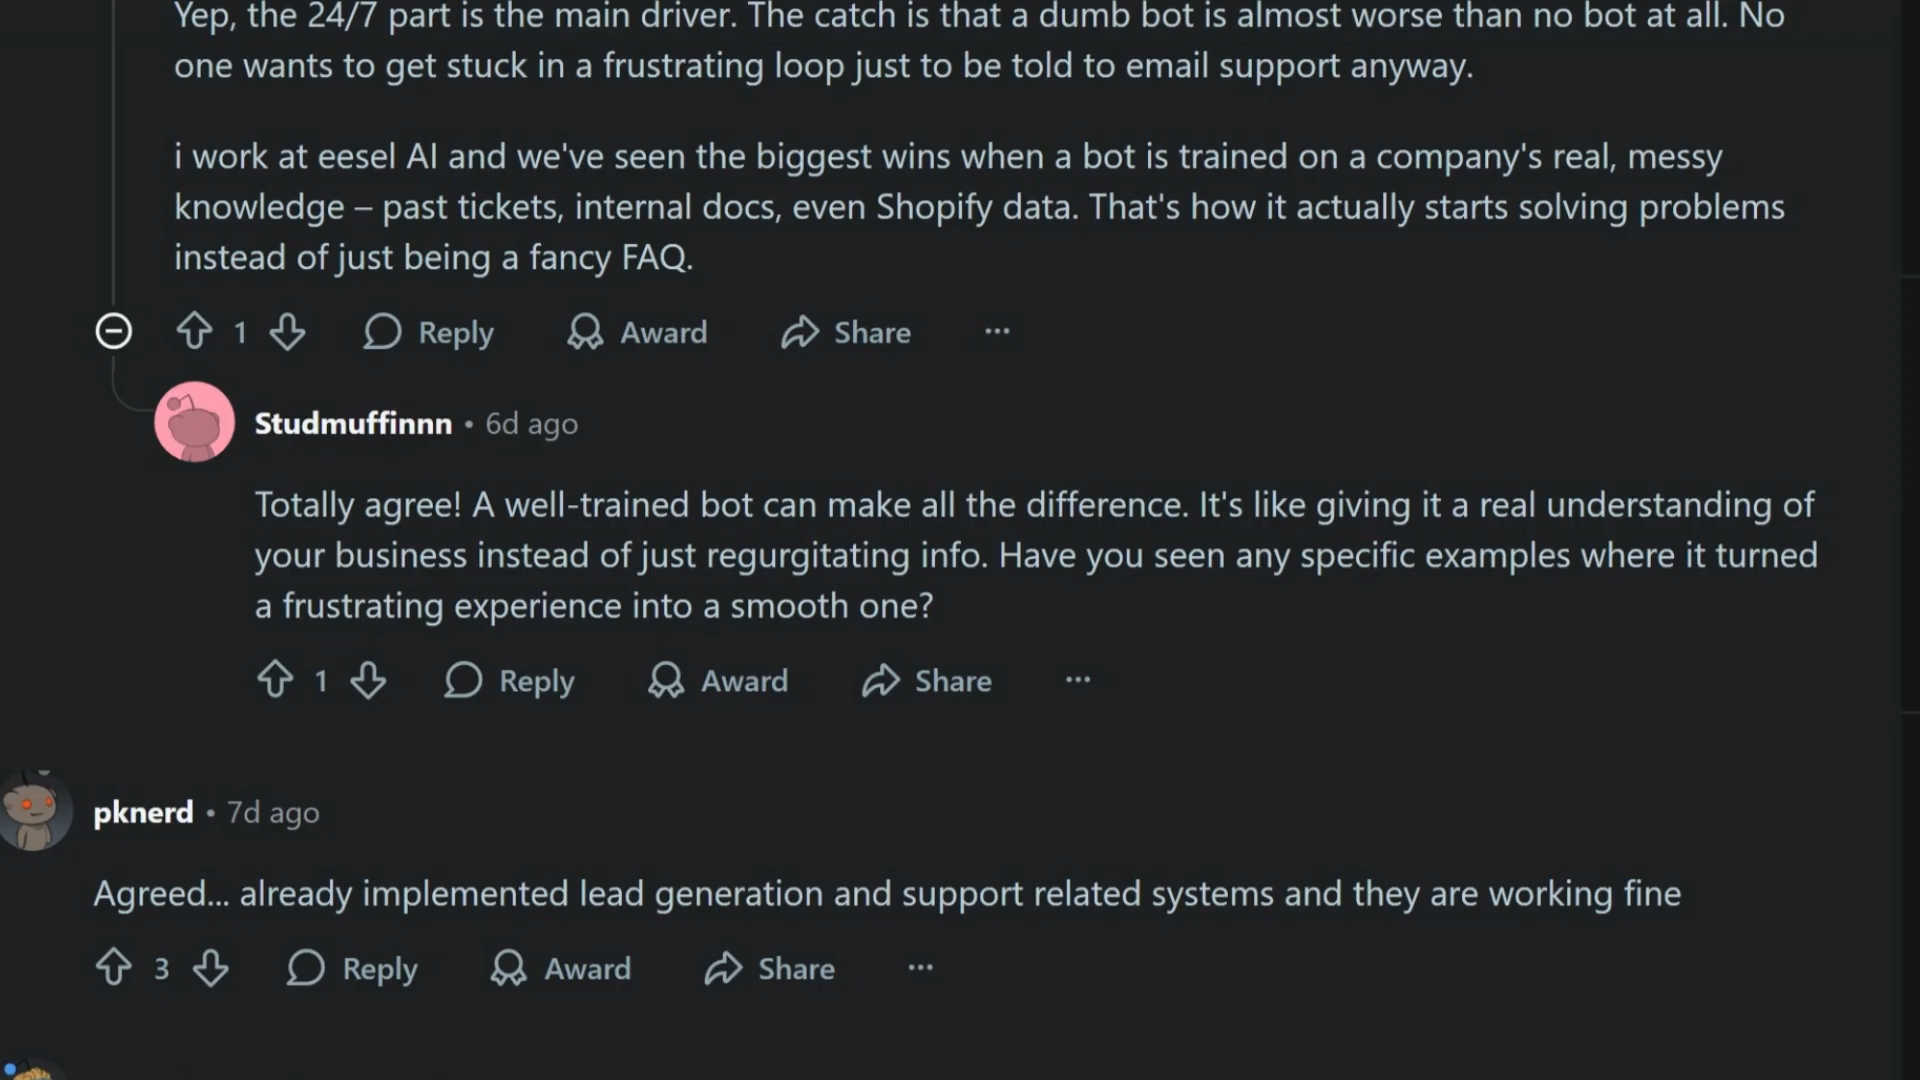 Yep, the 24/7 part is the main driver. The catch is that a dumb bot is almost worse than no bot at all. No
one wants to get stuck in a frustrating loop just to be told to email support anyway.
i work at eesel AI and we've seen the biggest wins when a bot is trained on a company's real, messy
knowledge – past tickets, internal docs, even Shopify data. That's how it actually starts solving problems
instead of just being a fancy FAQ.
1 Reply Award Share ···
Studmuffinnn • 6d ago
Totally agree! A well-trained bot can make all the difference. It's like giving it a real understanding of
your business instead of just regurgitating info. Have you seen any specific examples where it turned
a frustrating experience into a smooth one?
1 Reply Award Share ···
pknerd • 7d ago
Agreed... already implemented lead generation and support related systems and they are working fine
3 Reply Award Share ···